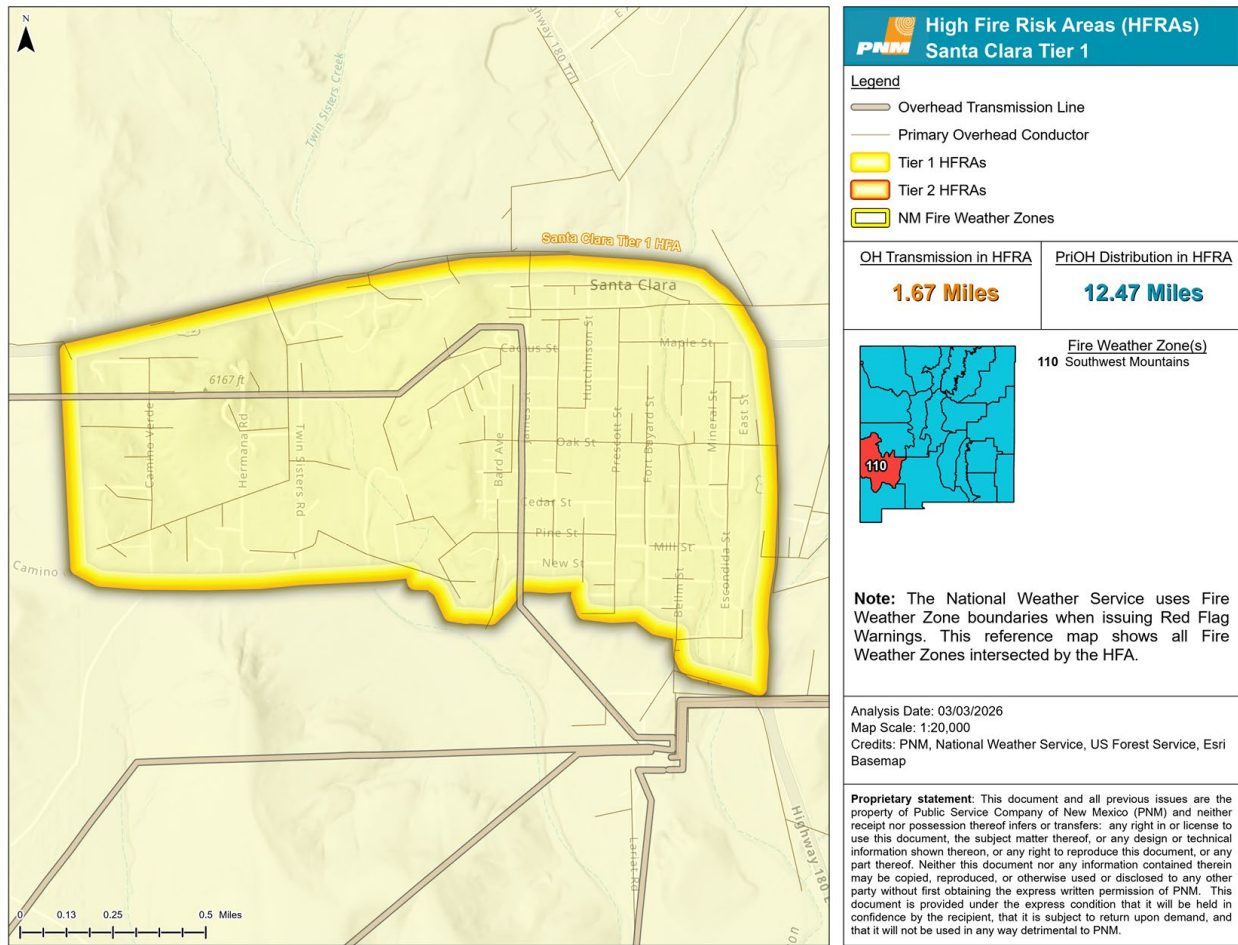 N
Highway 180 Trl
Twin Sisters Creek
Santa Clara Tier 1 HFA
Santa Clara
Cactus St
Hutchinson St
Maple St
6167 ft
Camino Verde
Hermana Rd
Twin Sisters Rd
Bard Ave
James St
Oak St
Prescott St
Fort Bayard St
Mineral St
East St
Cedar St
Pine St
New St
Mill St
Bellm St
Escondida St
Camino
Lariat Rd
Highway 180 E
0 0.13 0.25 0.5 Miles
PNM
High Fire Risk Areas (HFRAs)
Santa Clara Tier 1
Legend
Overhead Transmission Line
Primary Overhead Conductor
Tier 1 HFRAs
Tier 2 HFRAs
NM Fire Weather Zones
OH Transmission in HFRA
1.67 Miles
PriOH Distribution in HFRA
12.47 Miles
Fire Weather Zone(s)
110 Southwest Mountains
110
Note: The National Weather Service uses Fire
Weather Zone boundaries when issuing Red Flag
Warnings. This reference map shows all Fire
Weather Zones intersected by the HFA.
Analysis Date: 03/03/2026
Map Scale: 1:20,000
Credits: PNM, National Weather Service, US Forest Service, Esri
Basemap
Proprietary statement: This document and all previous issues are the
property of Public Service Company of New Mexico (PNM) and neither
receipt nor possession thereof infers or transfers: any right in or license to
use this document, the subject matter thereof, or any design or technical
information shown thereon, or any right to reproduce this document, or any
part thereof. Neither this document nor any information contained therein
may be copied, reproduced, or otherwise used or disclosed to any other
party without first obtaining the express written permission of PNM. This
document is provided under the express condition that it will be held in
confidence by the recipient, that it is subject to return upon demand, and
that it will not be used in any way detrimental to PNM.